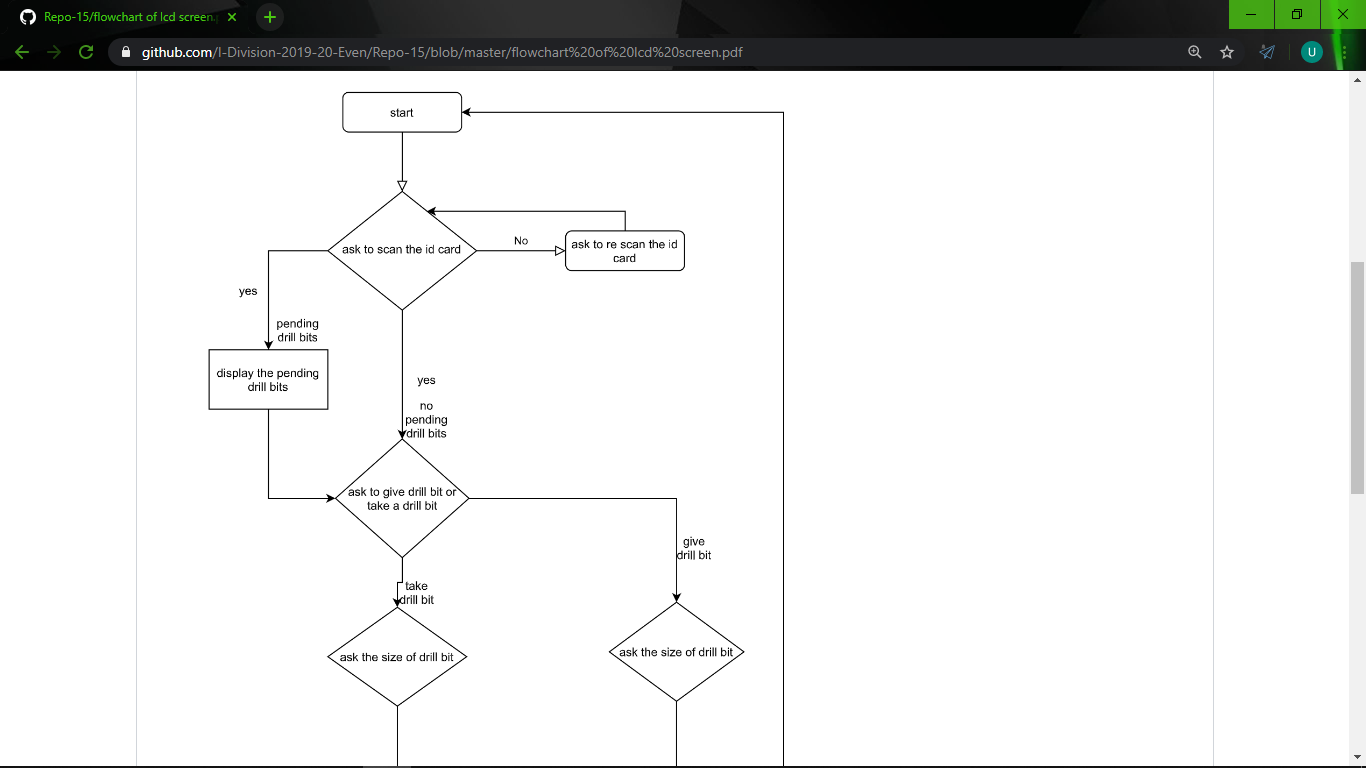 Repo-15/flowchart of lcd screen.p
github.com/I-Division-2019-20-Even/Repo-15/blob/master/flowchart%20of%20lcd%20screen.pdf
U
start
ask to scan the id card
No
ask to re scan the id
card
yes
pending
drill bits
display the pending
drill bits
yes
no
pending
drill bits
ask to give drill bit or
take a drill bit
give
drill bit
take
drill bit
ask the size of drill bit
ask the size of drill bit